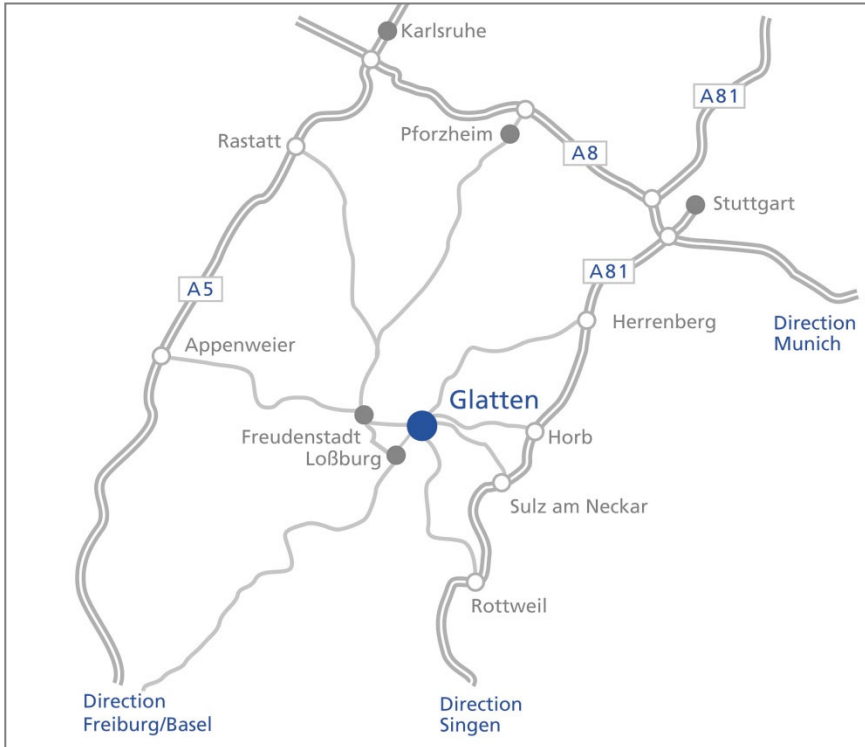 Karlsruhe
A81
Rastatt
Pforzheim
A8
Stuttgart
A81
A5
Herrenberg
Direction
Munich
Appenweier
Glatten
Freudenstadt
Horb
Loßburg
Sulz am Neckar
Rottweil
Direction
Freiburg/Basel
Direction
Singen